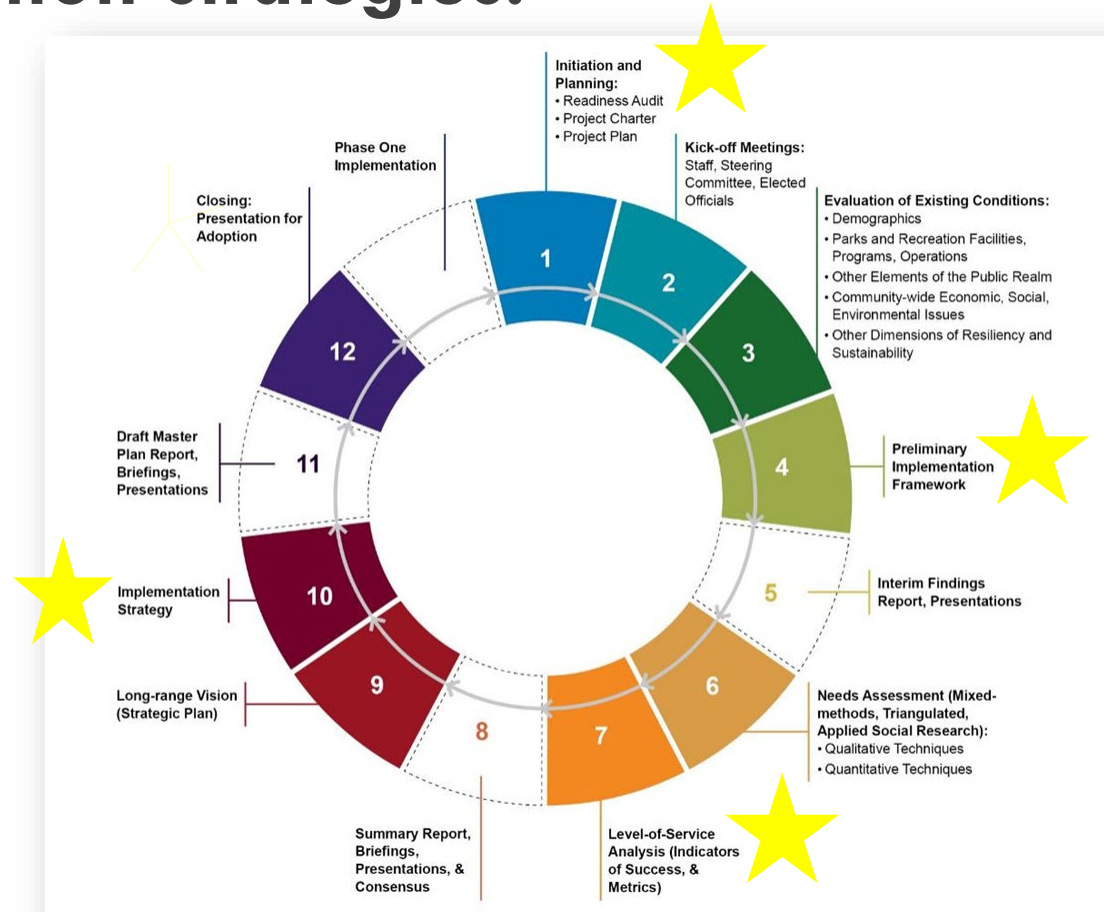 Initiation and
Planning:
• Readiness Audit
• Project Charter
• Project Plan
Kick-off Meetings:
Staff, Steering
Committee, Elected
Officials
Evaluation of Existing Conditions:
• Demographics
• Parks and Recreation Facilities,
Programs, Operations
• Other Elements of the Public Realm
• Community-wide Economic, Social,
Environmental Issues
• Other Dimensions of Resiliency and
Sustainability
Preliminary
Implementation
Framework
Interim Findings
Report, Presentations
Needs Assessment (Mixed-
methods, Triangulated,
Applied Social Research):
• Qualitative Techniques
• Quantitative Techniques
Level-of-Service
Analysis (Indicators
of Success, &
Metrics)
Summary Report,
Briefings,
Presentations, &
Consensus
Long-range Vision
(Strategic Plan)
Implementation
Strategy
Draft Master
Plan Report,
Briefings,
Presentations
Closing:
Presentation for
Adoption
Phase One
Implementation
1
2
3
4
5
6
7
8
9
10
11
12